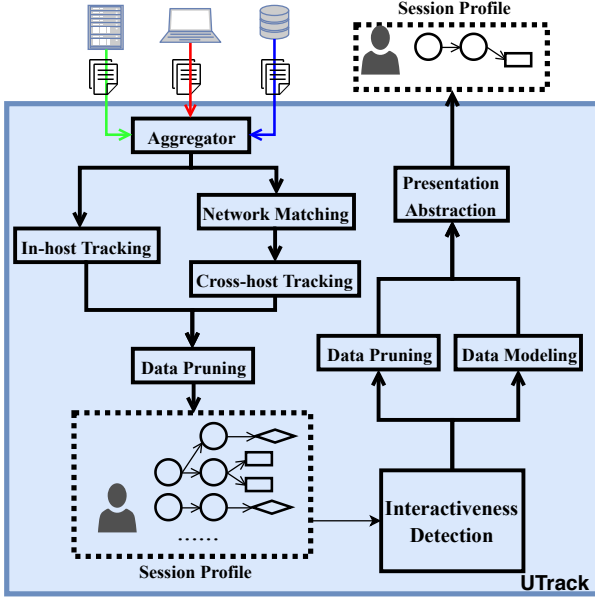 Session Profile
Aggregator
Network Matching
In-host Tracking
Cross-host Tracking
Data Pruning
Session Profile
......
Presentation
Abstraction
Data Pruning
Data Modeling
Interactiveness
Detection
UTrack